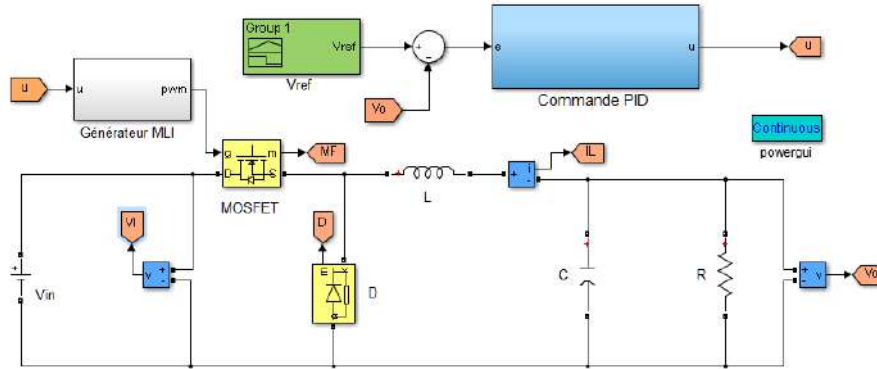 Group 1
Vref
Vref
e
u
Commande PID
u
u
u
pwm
Générateur MLI
Vo
Continuous
powergui
g
m
D
S
MF
MOSFET
L
i
IL
VI
v
Vin
D
m
k
a
D
C
R
v
Vo